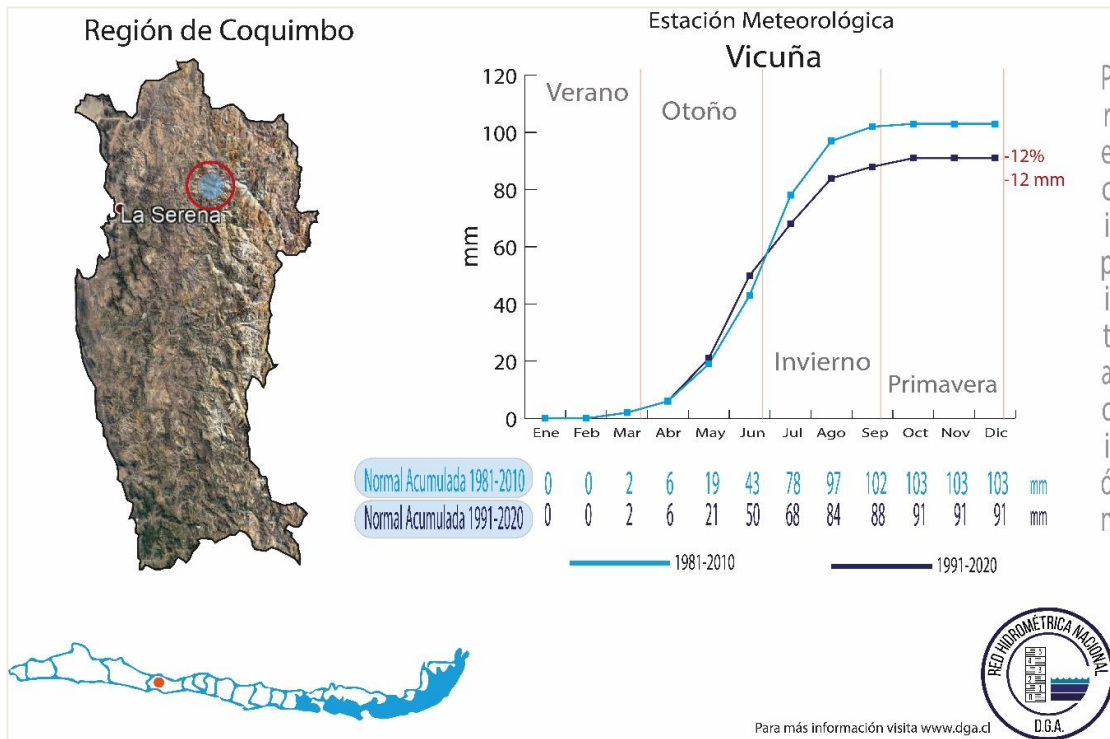 Región de Coquimbo
La Serena
Estación Meteorológica
Vicuña
Verano
Otoño
Invierno
Primavera
mm
120
100
80
60
40
20
0
Ene Feb Mar Abr May Jun Jul Ago Sep Oct Nov Dic
-12%
-12 mm
Precipitación
Normal Acumulada 1981-2010 0 0 2 6 19 43 78 97 102 103 103 103 mm
Normal Acumulada 1991-2020 0 0 2 6 21 50 68 84 88 91 91 91 mm
1981-2010
1991-2020
RED HIDROMÉTRICA NACIONAL
D.G.A.
Para más información visita www.dga.cl